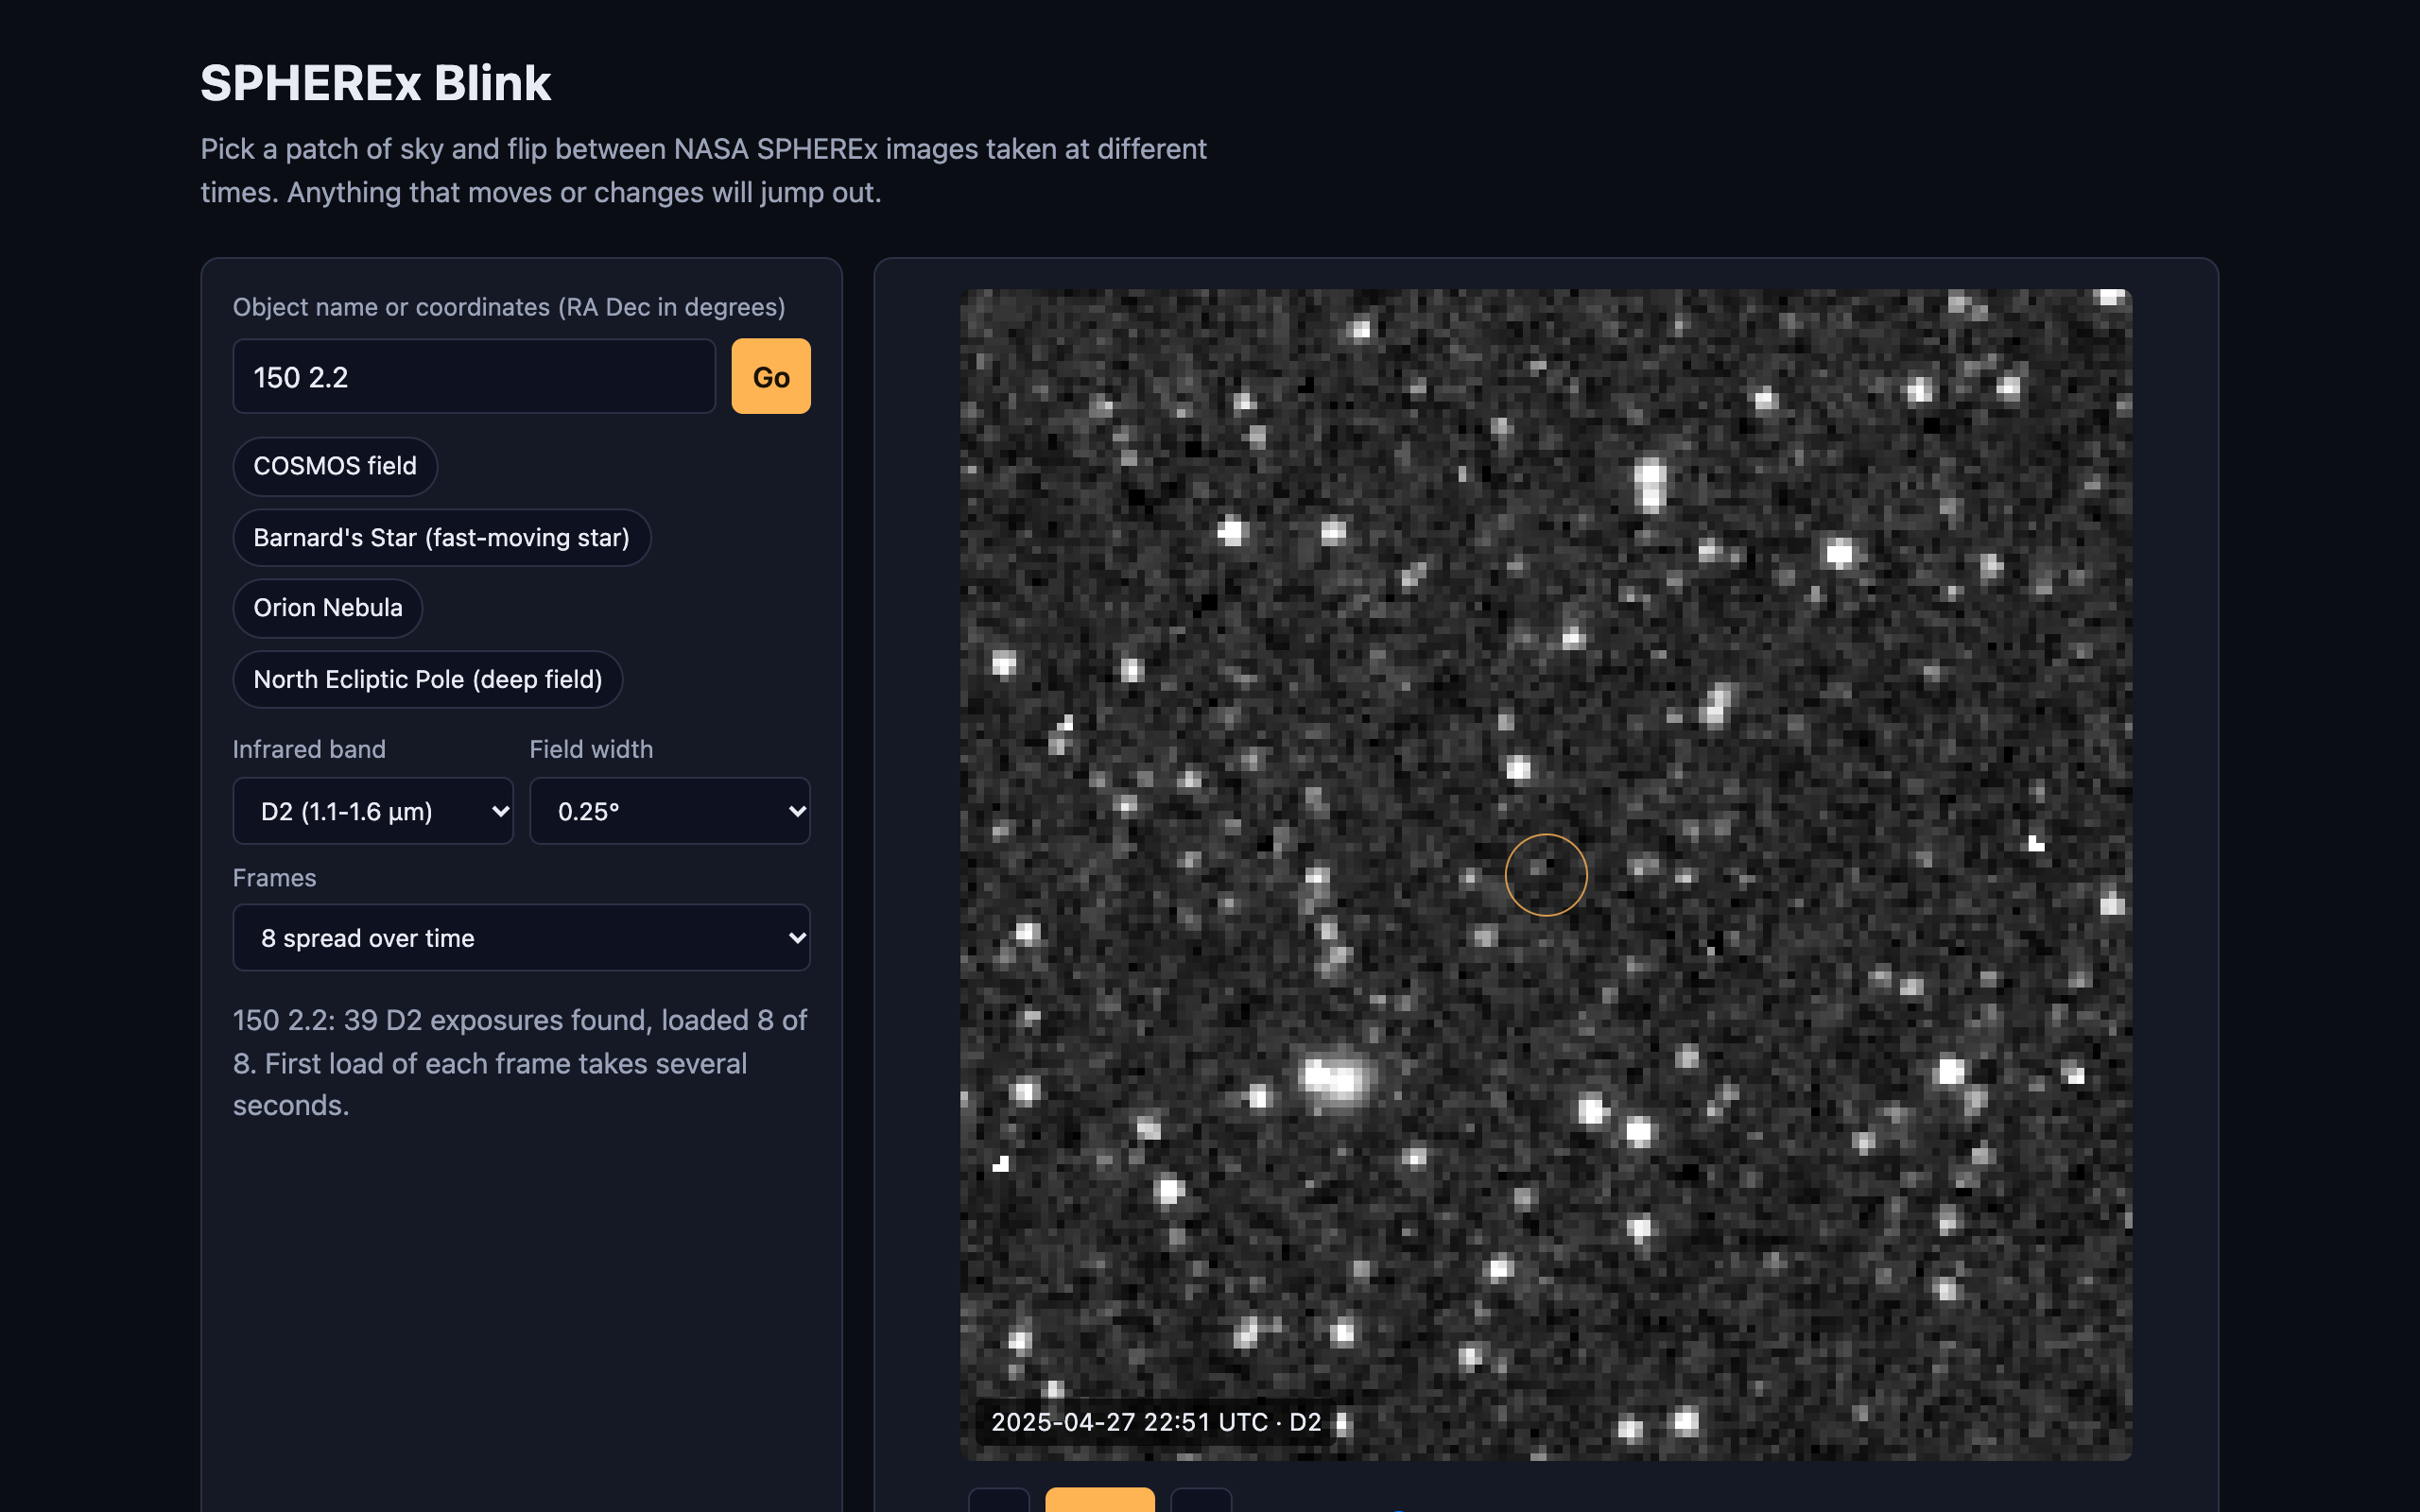 SPHEREx Blink
Pick a patch of sky and flip between NASA SPHEREx images taken at different
times. Anything that moves or changes will jump out.
Object name or coordinates (RA Dec in degrees)
150 2.2
Go
COSMOS field
Barnard's Star (fast-moving star)
Orion Nebula
North Ecliptic Pole (deep field)
Infrared band
Field width
D2 (1.1-1.6 µm)
0.25°
Frames
8 spread over time
150 2.2: 39 D2 exposures found, loaded 8 of
8. First load of each frame takes several
seconds.
2025-04-27 22:51 UTC · D2